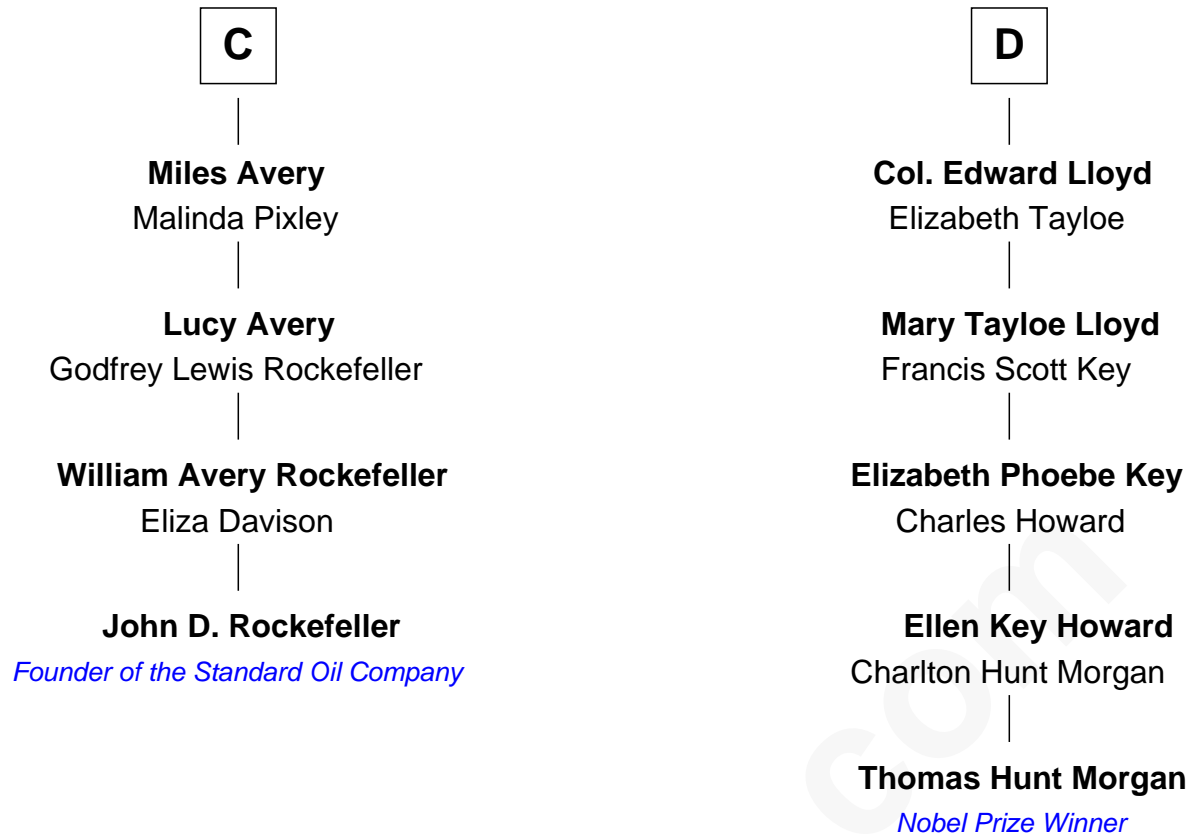 C
Miles Avery
Malinda Pixley
Lucy Avery
Godfrey Lewis Rockefeller
William Avery Rockefeller
Eliza Davison
John D. Rockefeller
Founder of the Standard Oil Company
D
Col. Edward Lloyd
Elizabeth Tayloe
Mary Tayloe Lloyd
Francis Scott Key
Elizabeth Phoebe Key
Charles Howard
Ellen Key Howard
Charlton Hunt Morgan
Thomas Hunt Morgan
Nobel Prize Winner
com